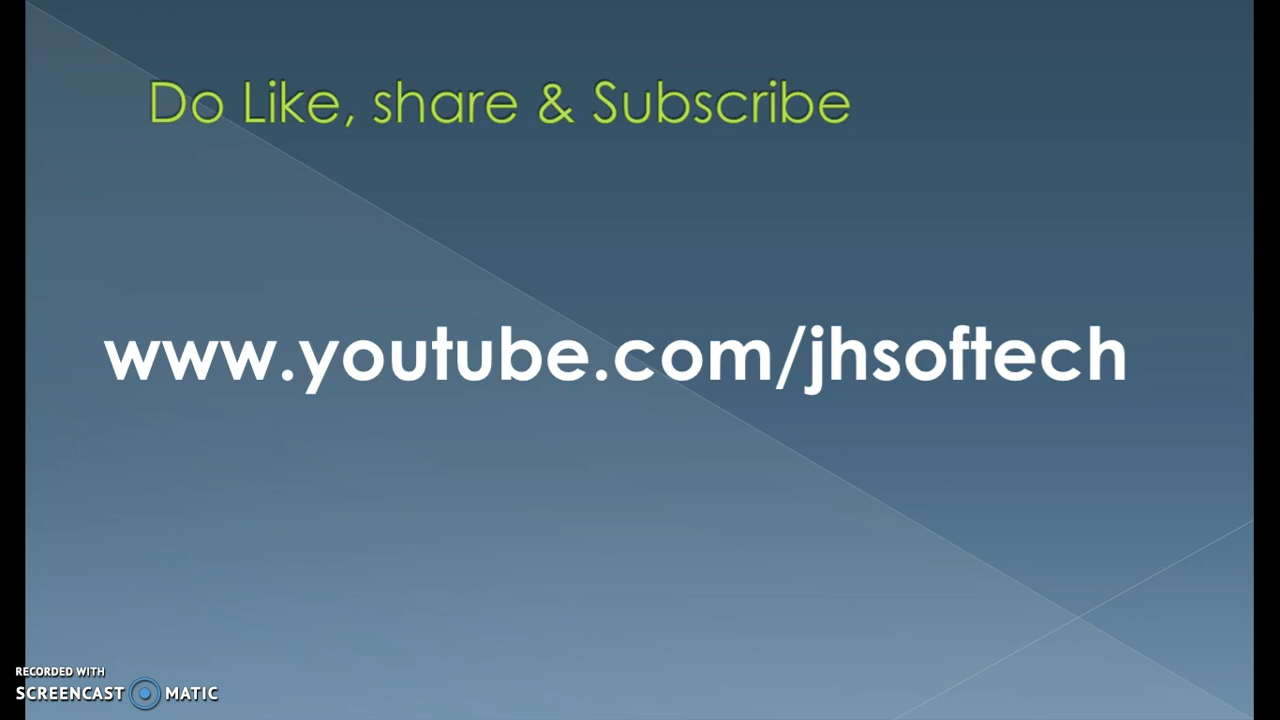 Do Like, share & Subscribe
www.youtube.com/jhsoftech
RECORDED WITH
SCREENCAST MATIC